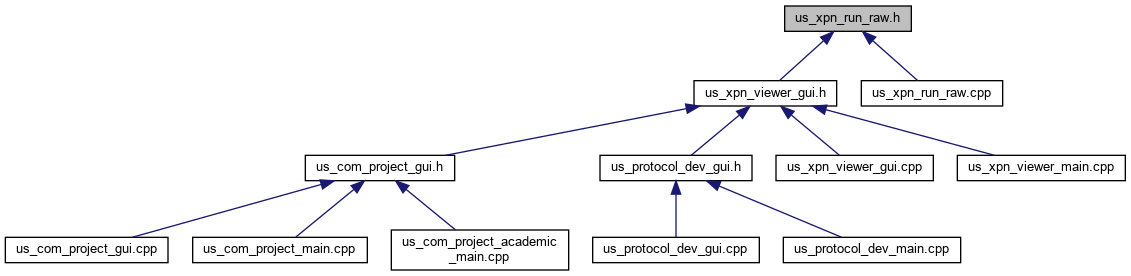 us_xpn_run_raw.h
us_xpn_viewer_gui.h
us_xpn_run_raw.cpp
us_com_project_gui.h
us_protocol_dev_gui.h
us_xpn_viewer_gui.cpp
us_xpn_viewer_main.cpp
us_com_project_gui.cpp
us_com_project_main.cpp
us_com_project_academic
_main.cpp
us_protocol_dev_gui.cpp
us_protocol_dev_main.cpp